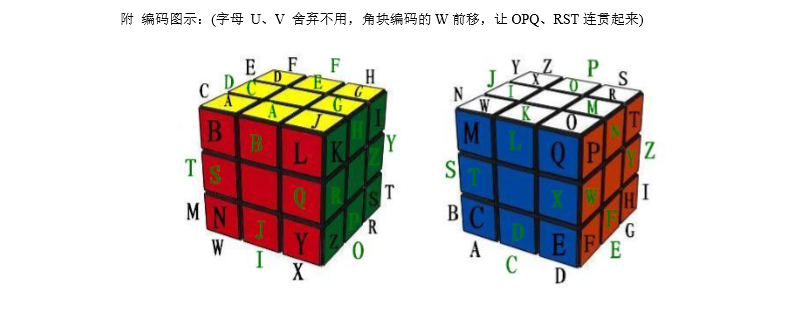 附 编码图示：(字母 U、V 舍弃不用，角块编码的 W 前移，让 OPQ、RST 连贯起来)
E F F H
C D C D E G
A A G J
B B L K H I
T S Q R Z Y
M N J Y Z P S T R
W I X O
Y Z P S
N J I X O R
W K M O
M L Q P N T
S T X W Y Z
B C D E F F H I G
A C D E